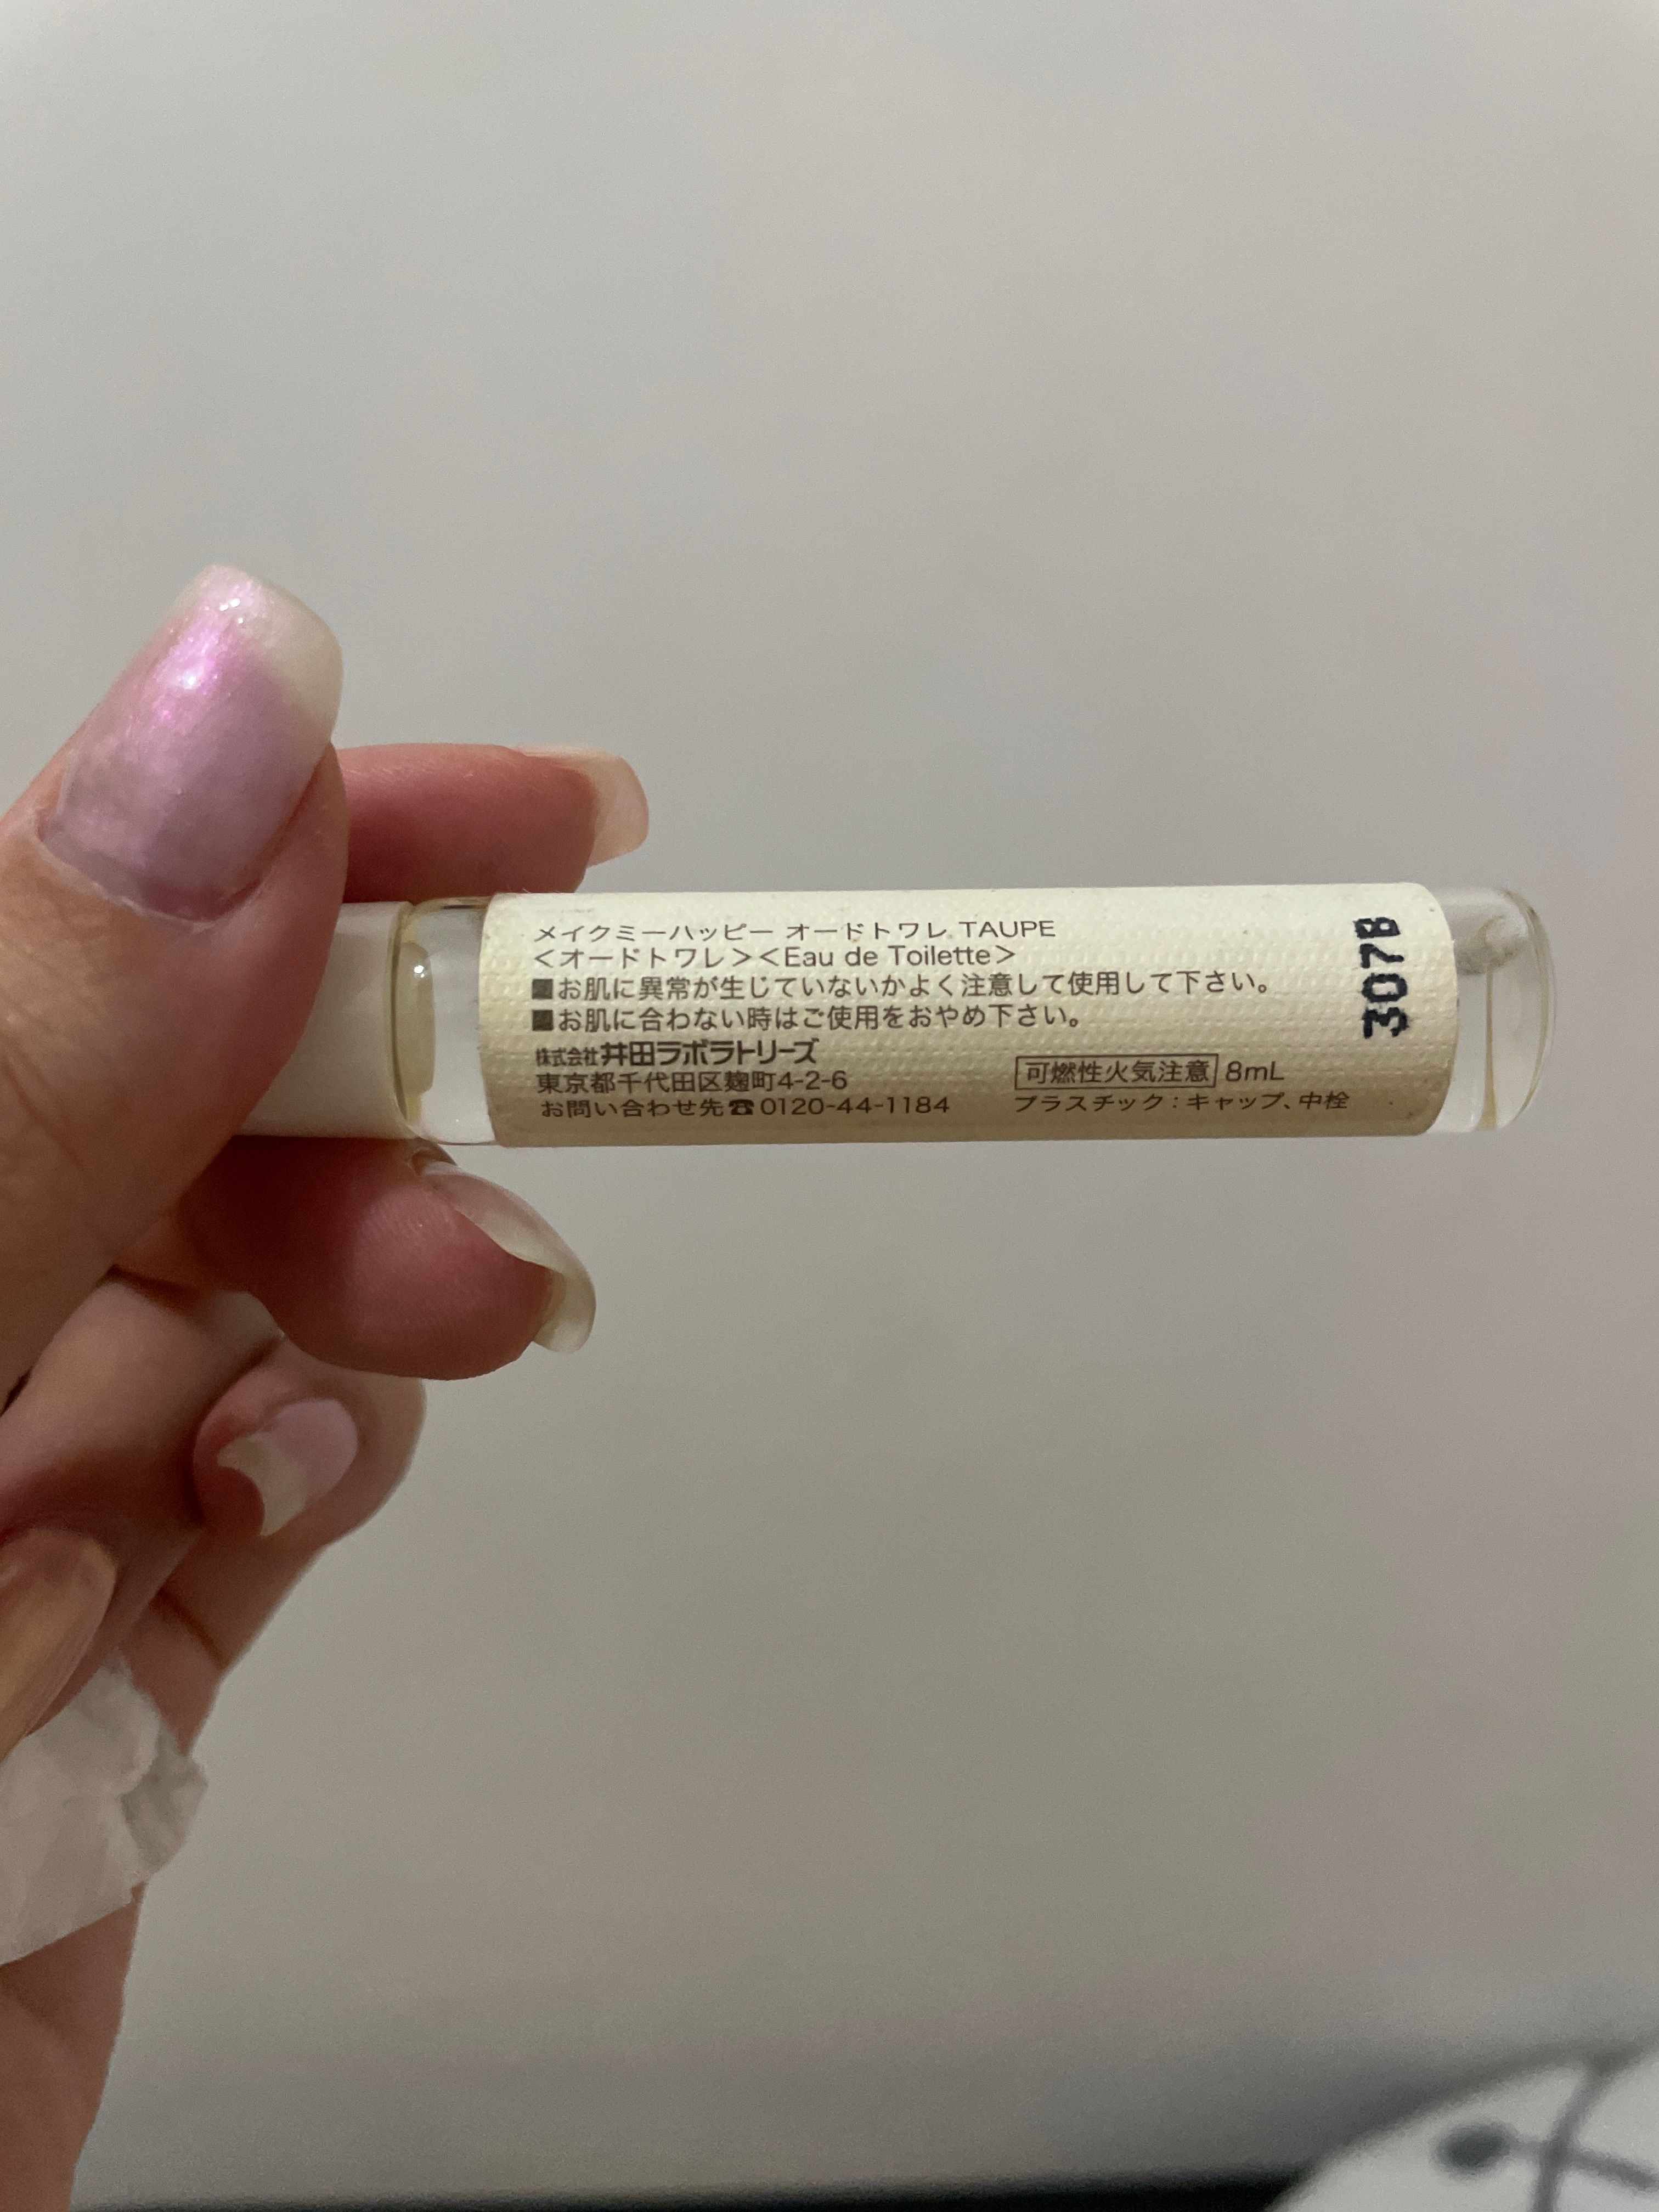 メイクミーハッピー オードトワレ TAUPE
＜オードトワレ＞＜Eau de Toilette＞
■お肌に異常が生じていないかよく注意して使用して下さい。
■お肌に合わない時はご使用をおやめ下さい。
株式会社井田ラボラトリーズ
東京都千代田区麹町4-2-6
お問い合わせ先☎0120-44-1184
可燃性火気注意 8mL
プラスチック：キャップ、中栓
307B